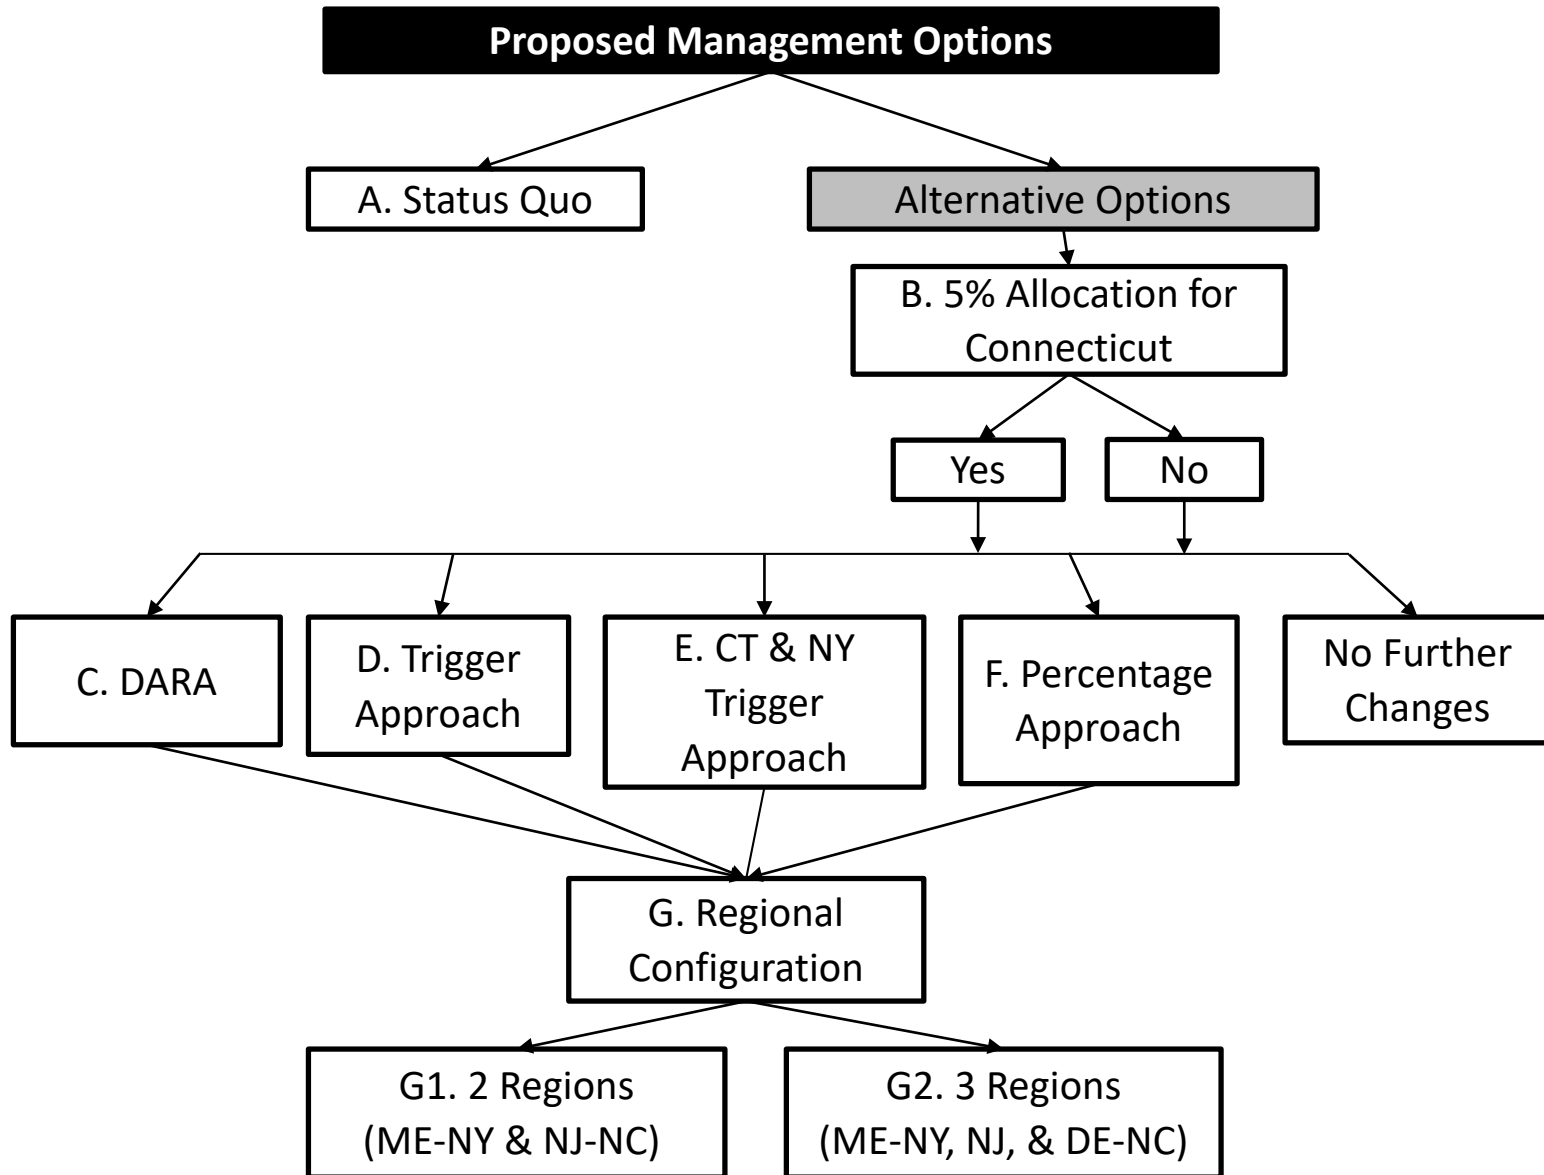 Proposed Management Options
A. Status Quo
Alternative Options
B. 5% Allocation for
Connecticut
Yes
No
C. DARA
D. Trigger
Approach
E. CT & NY
Trigger
Approach
F. Percentage
Approach
No Further
Changes
G. Regional
Configuration
G1. 2 Regions
(ME-NY & NJ-NC)
G2. 3 Regions
(ME-NY, NJ, & DE-NC)